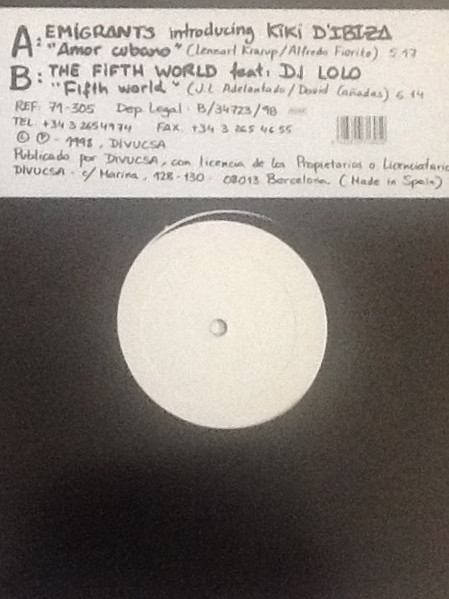 A: EMIGRANTS introducing KIKI D'IBIZA
"Amor cubano" (Lennart Krarup/Alfredo Fiorito) 5.17
B: THE FIFTH WORLD feat: DJ LOLO
"Fifth world" (J.L. Adelantado/David Cañadas) 6.14
REF: 71-305 Dep. Legal: B/34723/98
TEL. +34 3 2654974 FAX. +34 3 265 46 55
© ℗ - 1998, DIVUCSA
Publicado por DIVUCSA, con licencia de los Propietarios o Licenciatario
DIVUCSA - c/ Marina, 128-130 - 08013 Barcelona. (Made in Spain)